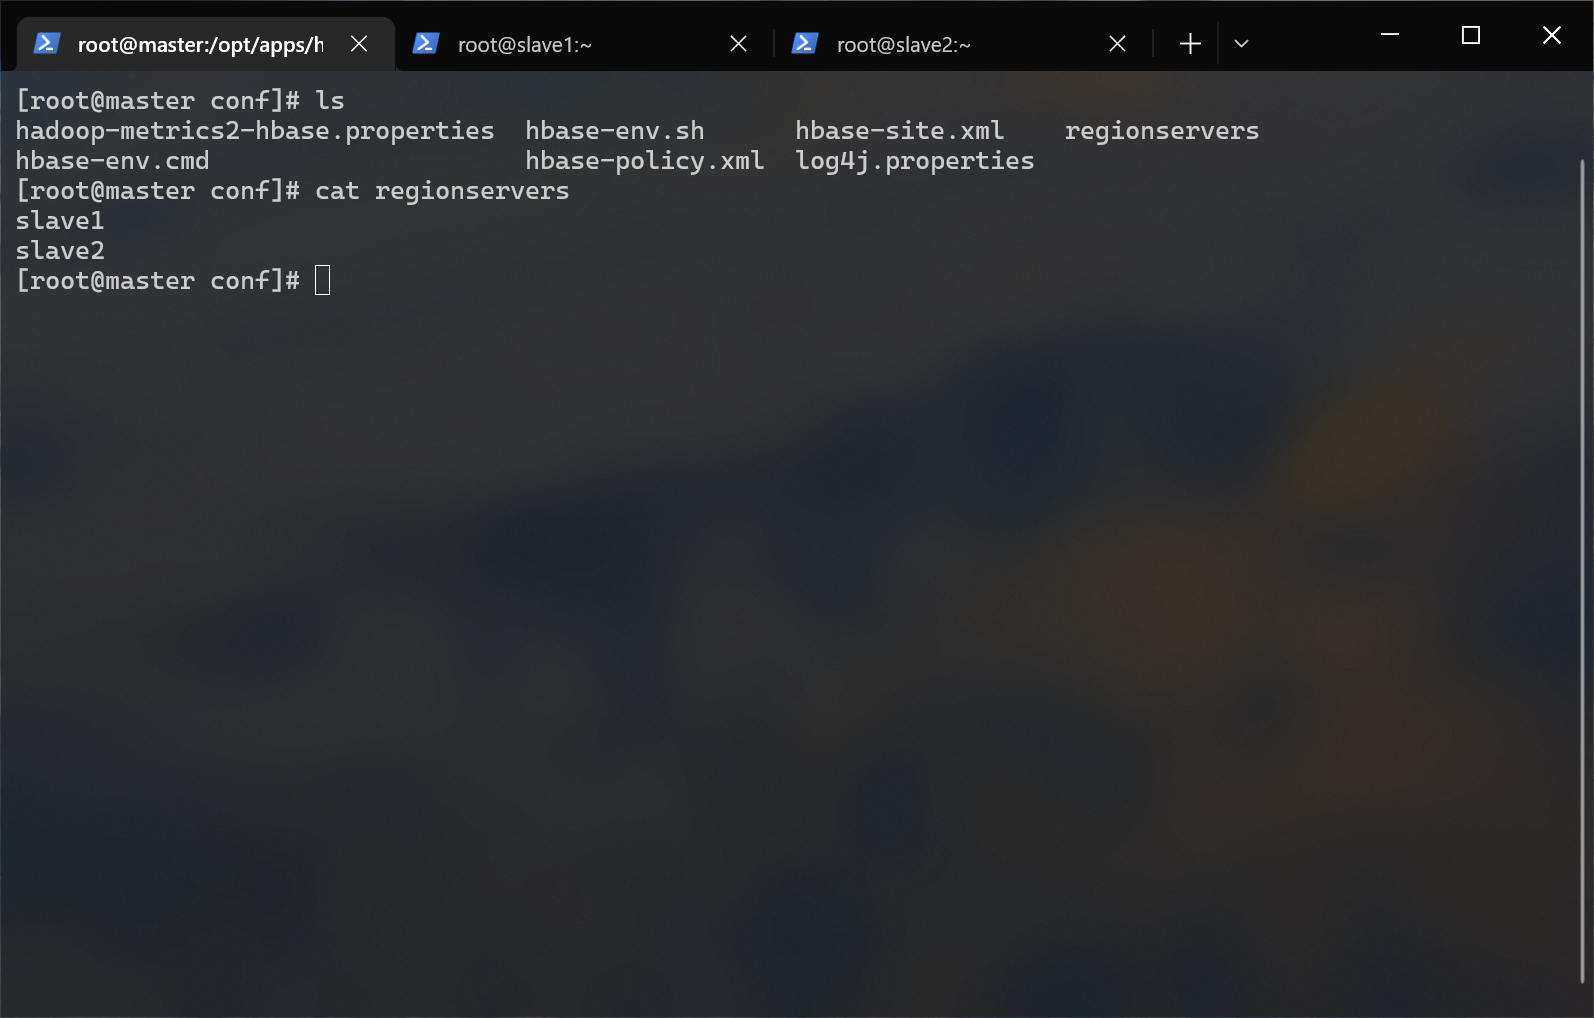 root@master:/opt/apps/h root@slave1:~ root@slave2:~
[root@master conf]# ls
hadoop-metrics2-hbase.properties hbase-env.sh hbase-site.xml regionservers
hbase-env.cmd hbase-policy.xml log4j.properties
[root@master conf]# cat regionservers
slave1
slave2
[root@master conf]#